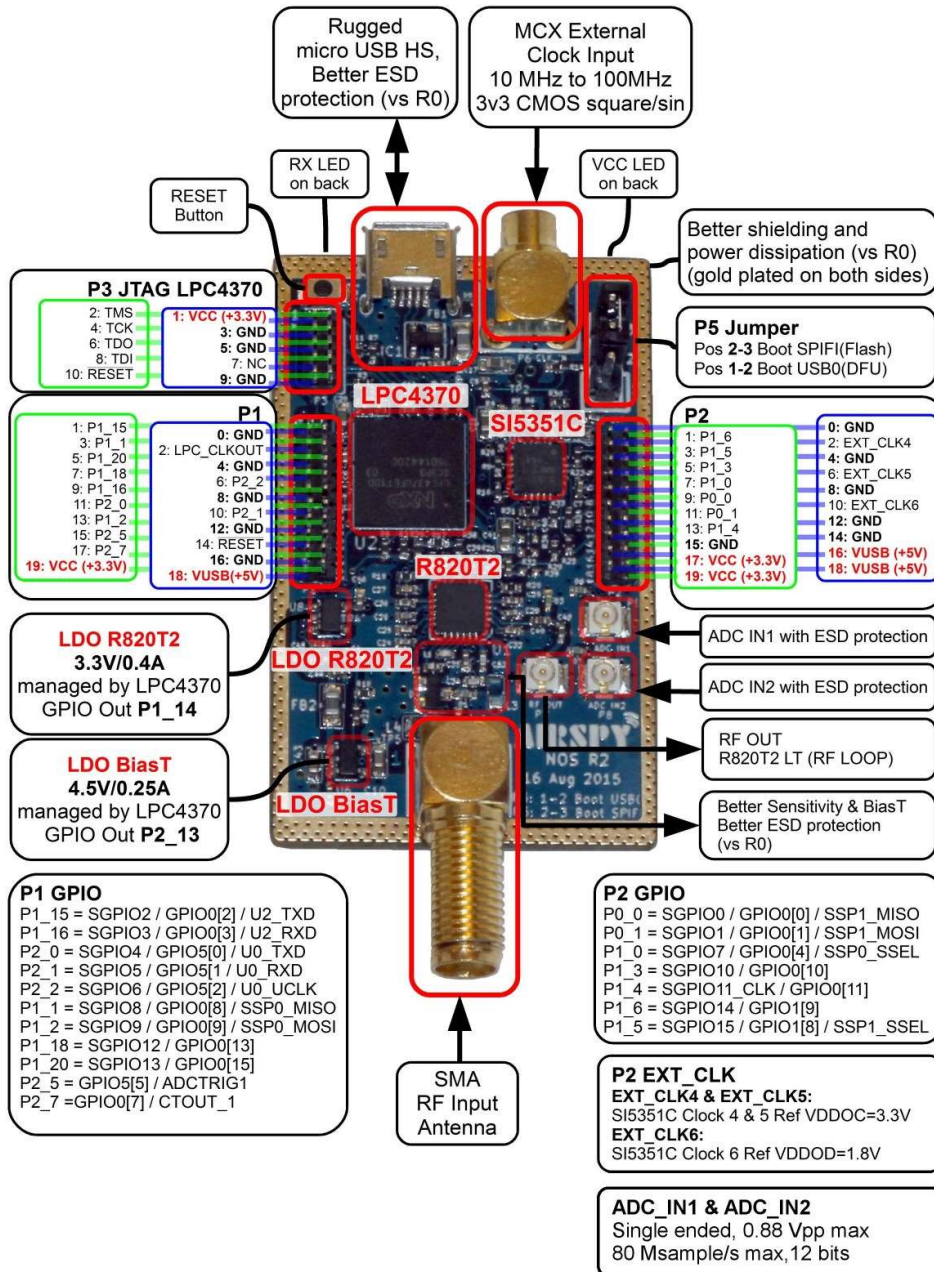 Rugged
micro USB HS,
Better ESD
protection (vs R0)
MCX External
Clock Input
10 MHz to 100MHz
3v3 CMOS square/sin
RX LED
on back
VCC LED
on back
RESET
Button
Better shielding and
power dissipation (vs R0)
(gold plated on both sides)
P3 JTAG LPC4370
2: TMS
4: TCK
6: TDO
8: TDI
10: RESET
1: VCC (+3.3V)
3: GND
5: GND
7: NC
9: GND
P5 Jumper
Pos 2-3 Boot SPIFI(Flash)
Pos 1-2 Boot USB0(DFU)
P1
1: P1_15
3: P1_1
5: P1_20
7: P1_18
9: P1_16
11: P2_0
13: P1_2
15: P2_5
17: P2_7
19: VCC (+3.3V)
0: GND
2: LPC_CLKOUT
4: GND
6: P2_2
8: GND
10: P2_1
12: GND
14: RESET
16: GND
18: VUSB(+5V)
LPC4370
SI5351C
R820T2
LDO R820T2
LDO BiasT
P2
1: P1_6
3: P1_5
5: P1_3
7: P1_0
9: P0_0
11: P0_1
13: P1_4
15: GND
17: VCC (+3.3V)
19: VCC (+3.3V)
0: GND
2: EXT_CLK4
4: GND
6: EXT_CLK5
8: GND
10: EXT_CLK6
12: GND
14: GND
16: VUSB (+5V)
18: VUSB (+5V)
NXP
FB2
ADC IN1
RF OUT
ADC IN2
P8
AIRSPY
NOS R2
16 Aug 2015
1-2 Boot USB(
2-3 Boot SPIF
LDO R820T2
3.3V/0.4A
managed by LPC4370
GPIO Out P1_14
LDO BiasT
4.5V/0.25A
managed by LPC4370
GPIO Out P2_13
ADC IN1 with ESD protection
ADC IN2 with ESD protection
RF OUT
R820T2 LT (RF LOOP)
Better Sensitivity & BiasT
Better ESD protection
(vs R0)
P1 GPIO
P1_15 = SGPIO2 / GPIO0[2] / U2_TXD
P1_16 = SGPIO3 / GPIO0[3] / U2_RXD
P2_0 = SGPIO4 / GPIO5[0] / U0_TXD
P2_1 = SGPIO5 / GPIO5[1] / U0_RXD
P2_2 = SGPIO6 / GPIO5[2] / U0_UCLK
P1_1 = SGPIO8 / GPIO0[8] / SSP0_MISO
P1_2 = SGPIO9 / GPIO0[9] / SSP0_MOSI
P1_18 = SGPIO12 / GPIO0[13]
P1_20 = SGPIO13 / GPIO0[15]
P2_5 = GPIO5[5] / ADCTRIG1
P2_7 =GPIO0[7] / CTOUT_1
SMA
RF Input
Antenna
P2 GPIO
P0_0 = SGPIO0 / GPIO0[0] / SSP1_MISO
P0_1 = SGPIO1 / GPIO0[1] / SSP1_MOSI
P1_0 = SGPIO7 / GPIO0[4] / SSP0_SSEL
P1_3 = SGPIO10 / GPIO0[10]
P1_4 = SGPIO11_CLK / GPIO0[11]
P1_6 = SGPIO14 / GPIO1[9]
P1_5 = SGPIO15 / GPIO1[8] / SSP1_SSEL
P2 EXT_CLK
EXT_CLK4 & EXT_CLK5:
SI5351C Clock 4 & 5 Ref VDDOC=3.3V
EXT_CLK6:
SI5351C Clock 6 Ref VDDOD=1.8V
ADC_IN1 & ADC_IN2
Single ended, 0.88 Vpp max
80 Msample/s max,12 bits